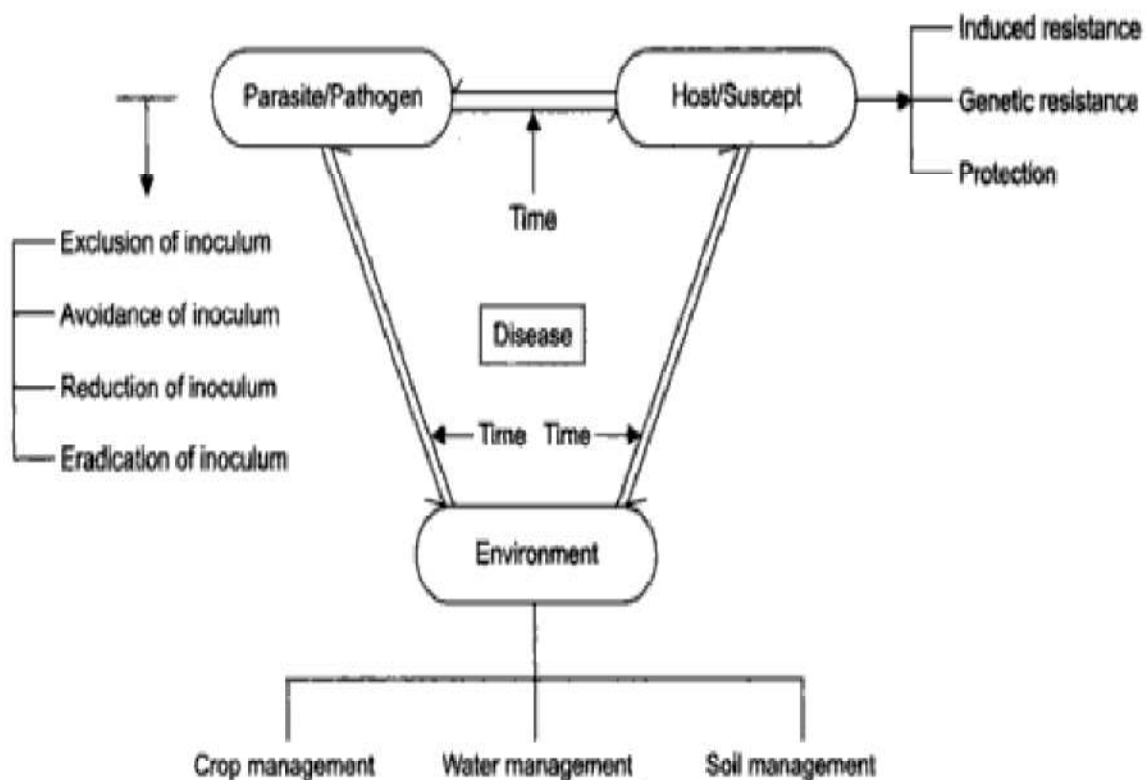 Induced resistance
Parasite/Pathogen
Host/Suscept
Genetic resistance
Protection
Time
Exclusion of inoculum
Avoidance of inoculum
Disease
Reduction of inoculum
Time Time
Eradication of inoculum
Environment
Crop management
Water management
Soil management